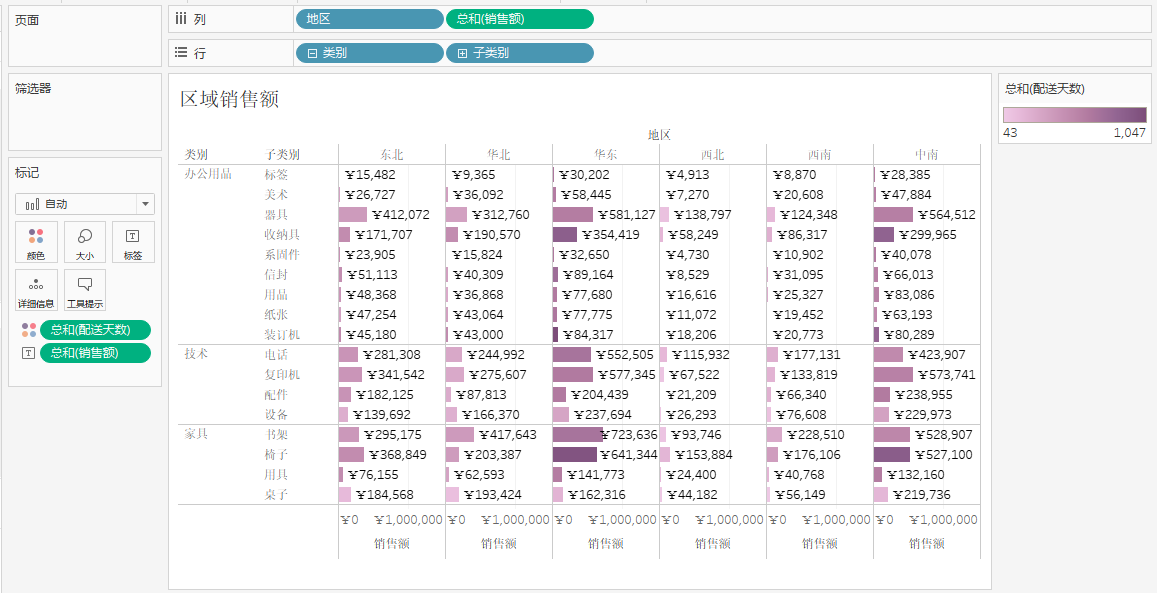 页面
列 地区 总和(销售额)
行 类别 子类别
筛选器
标记
自动
颜色 大小 标签
详细信息 工具提示
总和(配送天数)
总和(销售额)
区域销售额
地区
类别 子类别 东北 华北 华东 西北 西南 中南
办公用品 标签 ¥15,482 ¥9,365 ¥30,202 ¥4,913 ¥8,870 ¥28,385
美术 ¥26,727 ¥36,092 ¥58,445 ¥7,270 ¥20,608 ¥47,884
器具 ¥412,072 ¥312,760 ¥581,127 ¥138,797 ¥124,348 ¥564,512
收纳具 ¥171,707 ¥190,570 ¥354,419 ¥58,249 ¥86,317 ¥299,965
系固件 ¥23,905 ¥15,824 ¥32,650 ¥4,730 ¥10,902 ¥40,078
信封 ¥51,113 ¥40,309 ¥89,164 ¥8,529 ¥31,095 ¥66,013
用品 ¥48,368 ¥36,868 ¥77,680 ¥16,616 ¥25,327 ¥83,086
纸张 ¥47,254 ¥43,064 ¥77,775 ¥11,072 ¥19,452 ¥63,193
装订机 ¥45,180 ¥43,000 ¥84,317 ¥18,206 ¥20,773 ¥80,289
技术 电话 ¥281,308 ¥244,992 ¥552,505 ¥115,932 ¥177,131 ¥423,907
复印机 ¥341,542 ¥275,607 ¥577,345 ¥67,522 ¥133,819 ¥573,741
配件 ¥182,125 ¥87,813 ¥204,439 ¥21,209 ¥66,340 ¥238,955
设备 ¥139,692 ¥166,370 ¥237,694 ¥26,293 ¥76,608 ¥229,973
家具 书架 ¥295,175 ¥417,643 ¥723,636 ¥93,746 ¥228,510 ¥528,907
椅子 ¥368,849 ¥203,387 ¥641,344 ¥153,884 ¥176,106 ¥527,100
用具 ¥76,155 ¥62,593 ¥141,773 ¥24,400 ¥40,768 ¥132,160
桌子 ¥184,568 ¥193,424 ¥162,316 ¥44,182 ¥56,149 ¥219,736
¥0 ¥1,000,000 ¥0 ¥1,000,000 ¥0 ¥1,000,000 ¥0 ¥1,000,000 ¥0 ¥1,000,000 ¥0 ¥1,000,000
销售额 销售额 销售额 销售额 销售额 销售额
总和(配送天数)
43 1,047